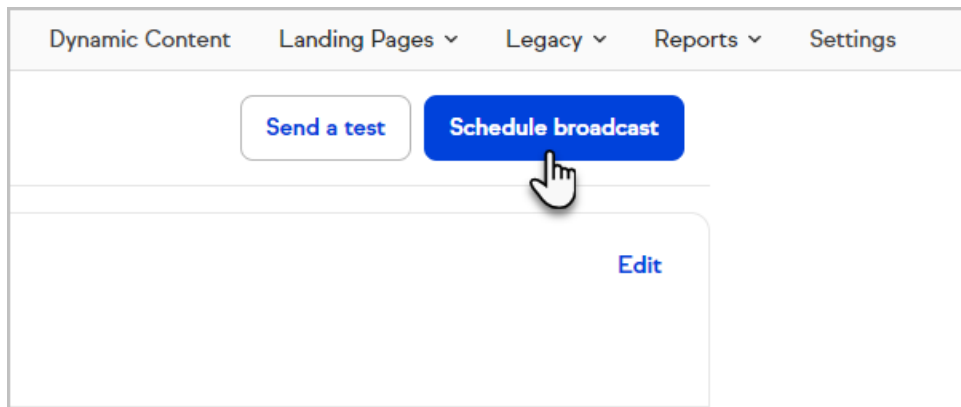 Dynamic Content Landing Pages Legacy Reports Settings
Send a test Schedule broadcast
Edit